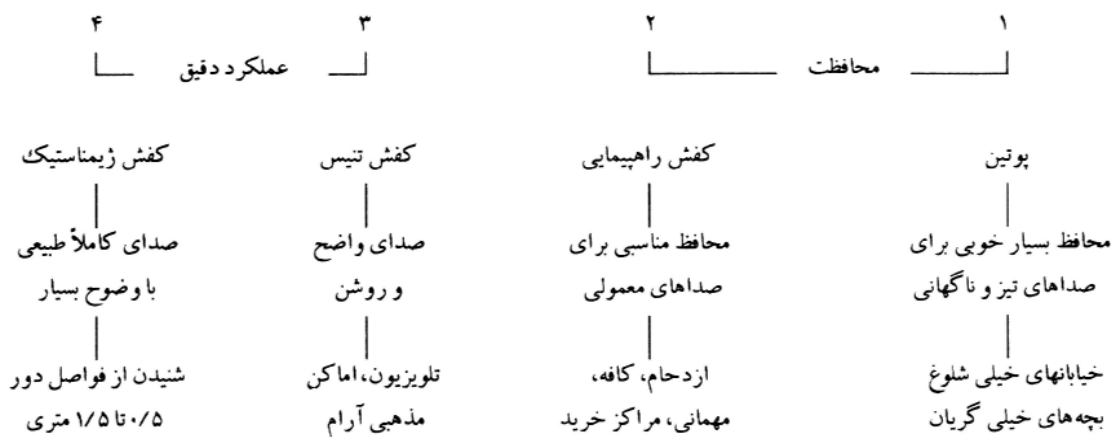 ۱ ۲ ۳ ۴
محافظت عملکرد دقیق
پوتین کفش راهپیمایی کفش تنیس کفش ژیمناستیک
محافظ بسیار خوبی برای محافظ مناسبی برای صدای واضح صدای کاملاً طبیعی
صداهای تیز و ناگهانی صداهای معمولی و روشن با وضوح بسیار
خیابانهای خیلی شلوغ ازدحام، کافه، تلویزیون، اماکن شنیدن از فواصل دور
بچه‌های خیلی گریان مهمانی، مراکز خرید مذهبی آرام ۰/۵ تا ۱/۵ متری